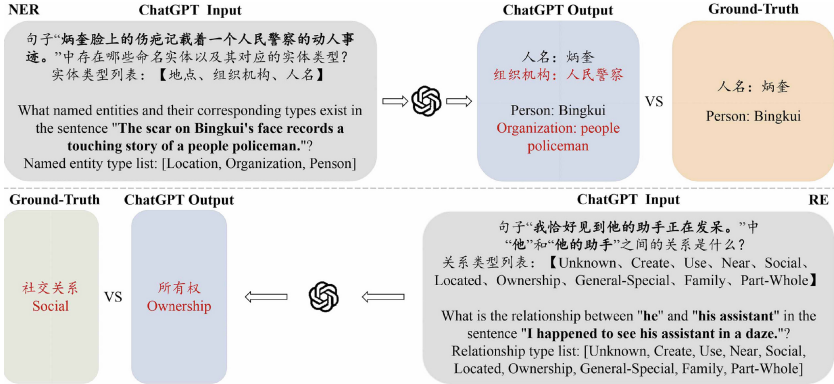 NER
ChatGPT Input
句子“炳奎脸上的伤疤记载着一个人民警察的动人事
迹。”中存在哪些命名实体以及其对应的实体类型？
实体类型列表：【地点、组织机构、人名】
What named entities and their corresponding types exist in
the sentence "The scar on Bingkui's face records a
touching story of a people policeman."?
Named entity type list: [Location, Organization, Penson]
ChatGPT Output
人名：炳奎
组织机构：人民警察
Person: Bingkui
Organization: people
policeman
VS
Ground-Truth
人名：炳奎
Person: Bingkui
Ground-Truth
社交关系
Social
VS
ChatGPT Output
所有权
Ownership
ChatGPT Input
RE
句子“我恰好见到他的助手正在发呆。”中
“他”和“他的助手”之间的关系是什么？
关系类型列表：【Unknown、Create、Use、Near、Social、
Located、Ownership、General-Special、Family、Part-Whole】
What is the relationship between "he" and "his assistant" in the
sentence "I happened to see his assistant in a daze."?
Relationship type list: [Unknown, Create, Use, Near, Social,
Located, Ownership, General-Special, Family, Part-Whole]